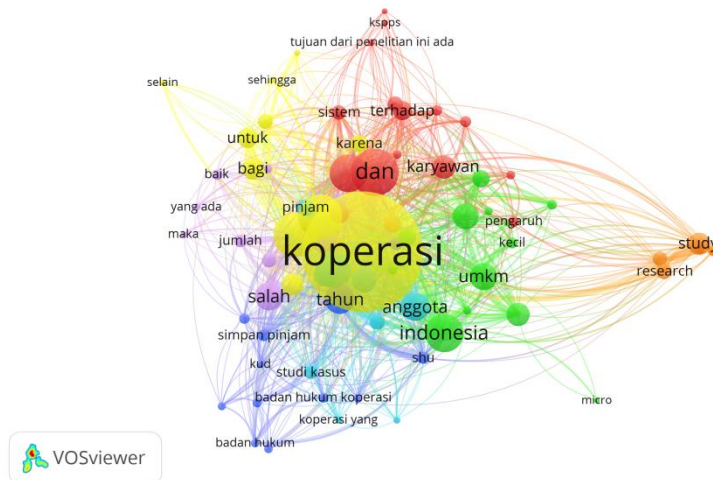 kspps
tujuan dari penelitian ini ada
selain
sehingga
sistem
terhadap
untuk
karena
baik
bagi
dan
karyawan
yang ada
pinjam
pengaruh
maka
jumlah
koperasi
kecil
study
research
umkm
salah
tahun
anggota
simpan pinjam
indonesia
kud
studi kasus
shu
badan hukum koperasi
micro
koperasi yang
badan hukum
VOSviewer